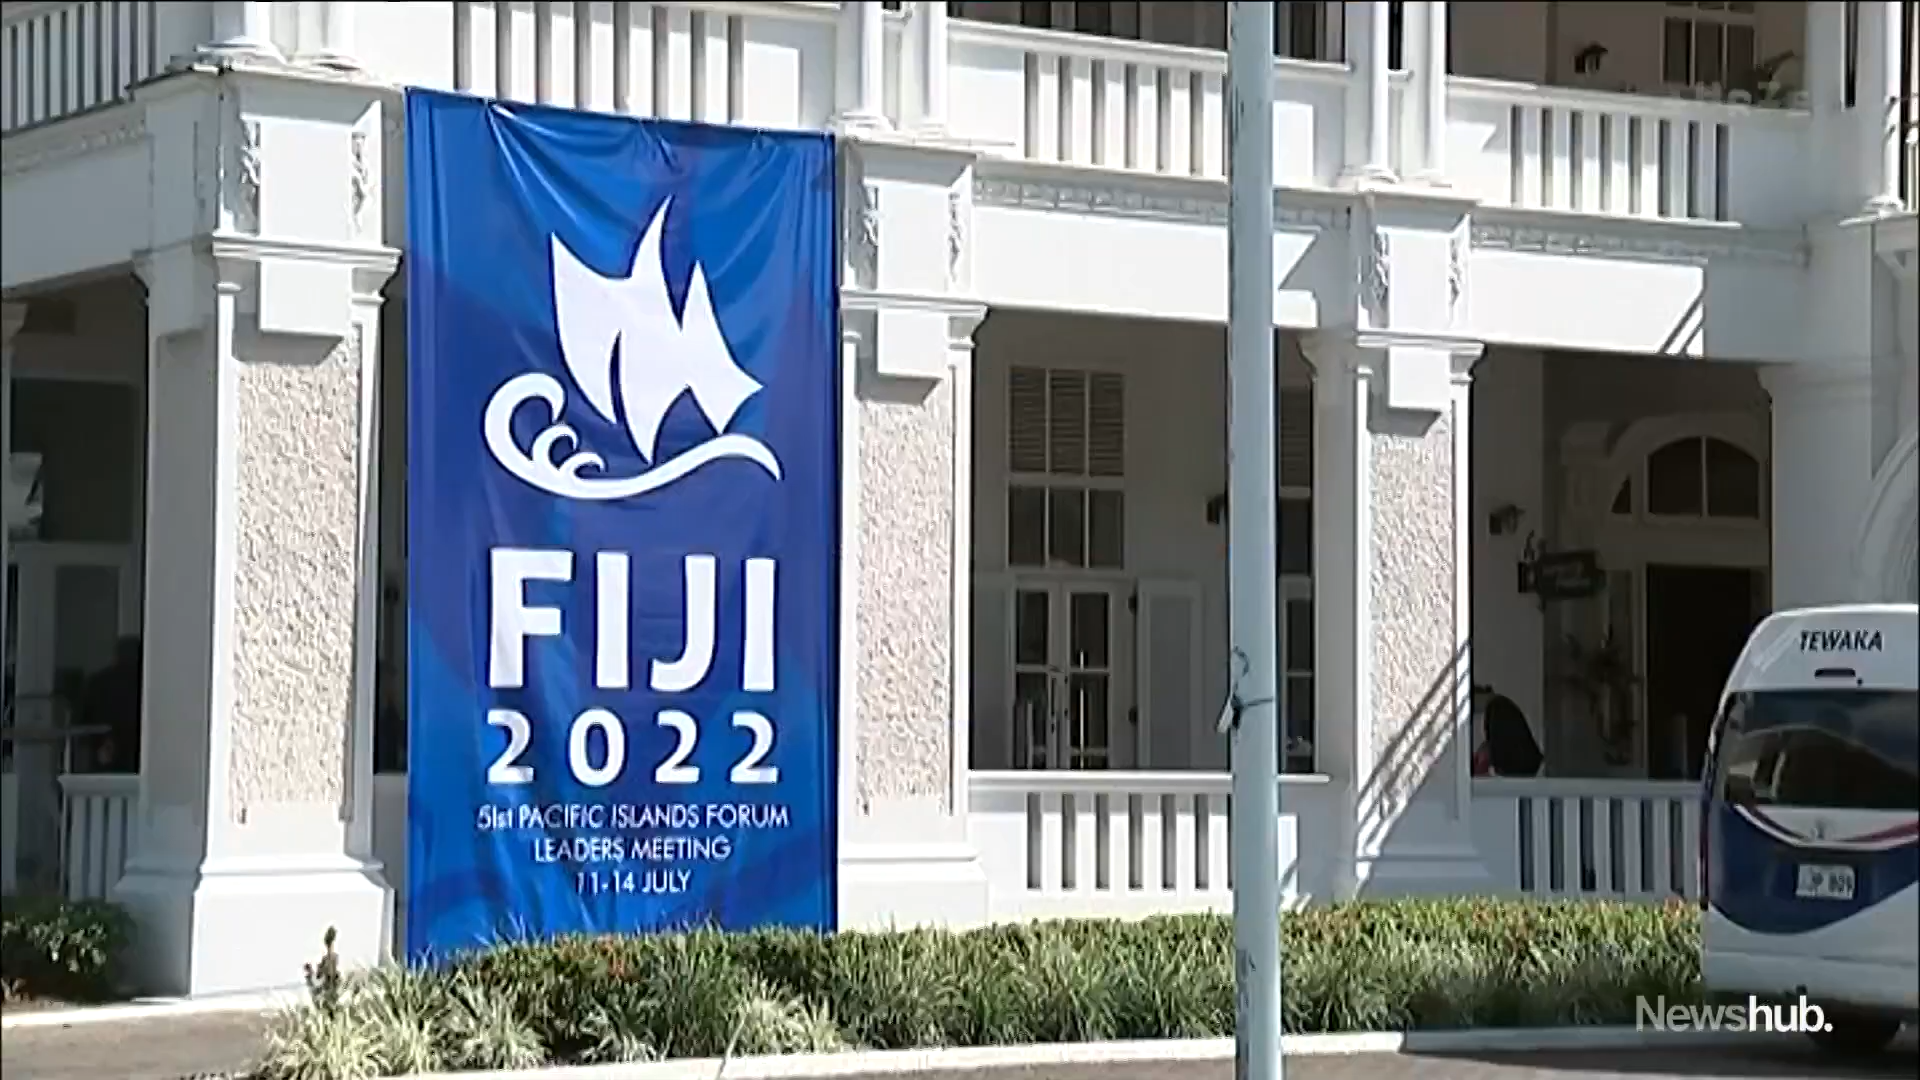 FIJI
2022
51st PACIFIC ISLANDS FORUM
LEADERS MEETING
11-14 JULY
TEWAKA
Newshub.